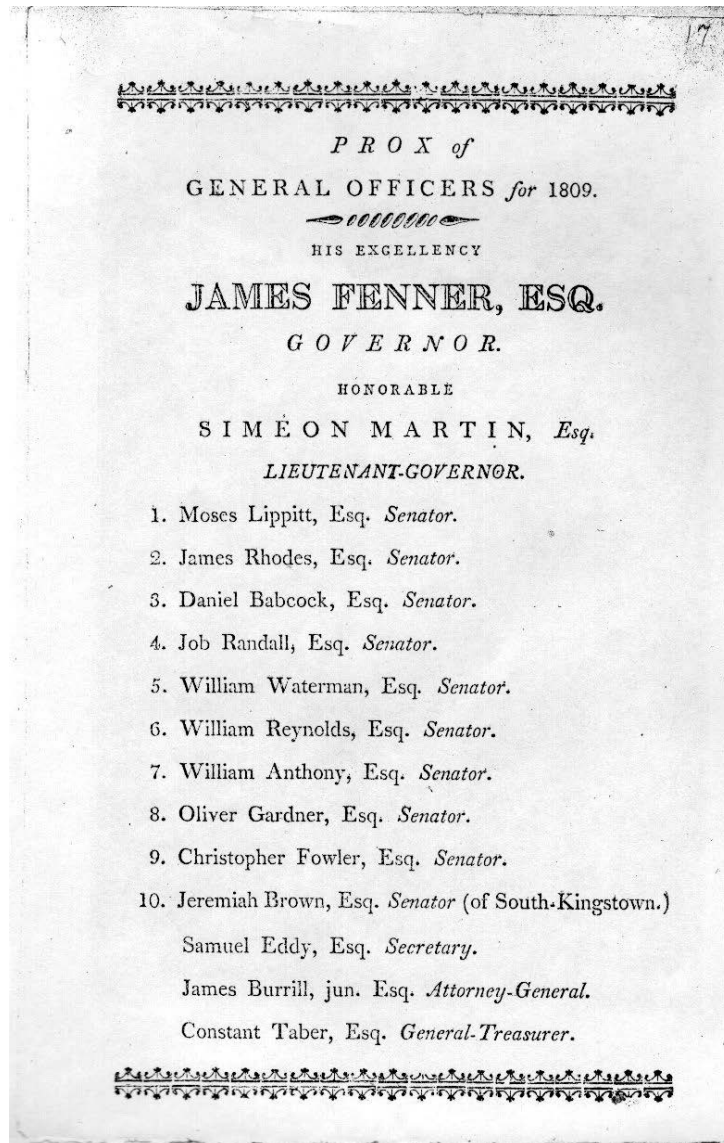 17
PROX of
GENERAL OFFICERS for 1809.
HIS EXGELLENCY
JAMES FENNER, ESQ.
GOVERNOR.
HONORABLE
SIMEON MARTIN, Esq.
LIEUTENANT-GOVERNOR.
1. Moses Lippitt, Esq. Senator.
2. James Rhodes, Esq. Senator.
3. Daniel Babcock, Esq. Senator.
4. Job Randall, Esq. Senator.
5. William Waterman, Esq. Senator.
6. William Reynolds, Esq. Senator.
7. William Anthony, Esq. Senator.
8. Oliver Gardner, Esq. Senator.
9. Christopher Fowler, Esq. Senator.
10. Jeremiah Brown, Esq. Senator (of South-Kingstown.)
Samuel Eddy, Esq. Secretary.
James Burrill, jun. Esq. Attorney-General.
Constant Taber, Esq. General-Treasurer.